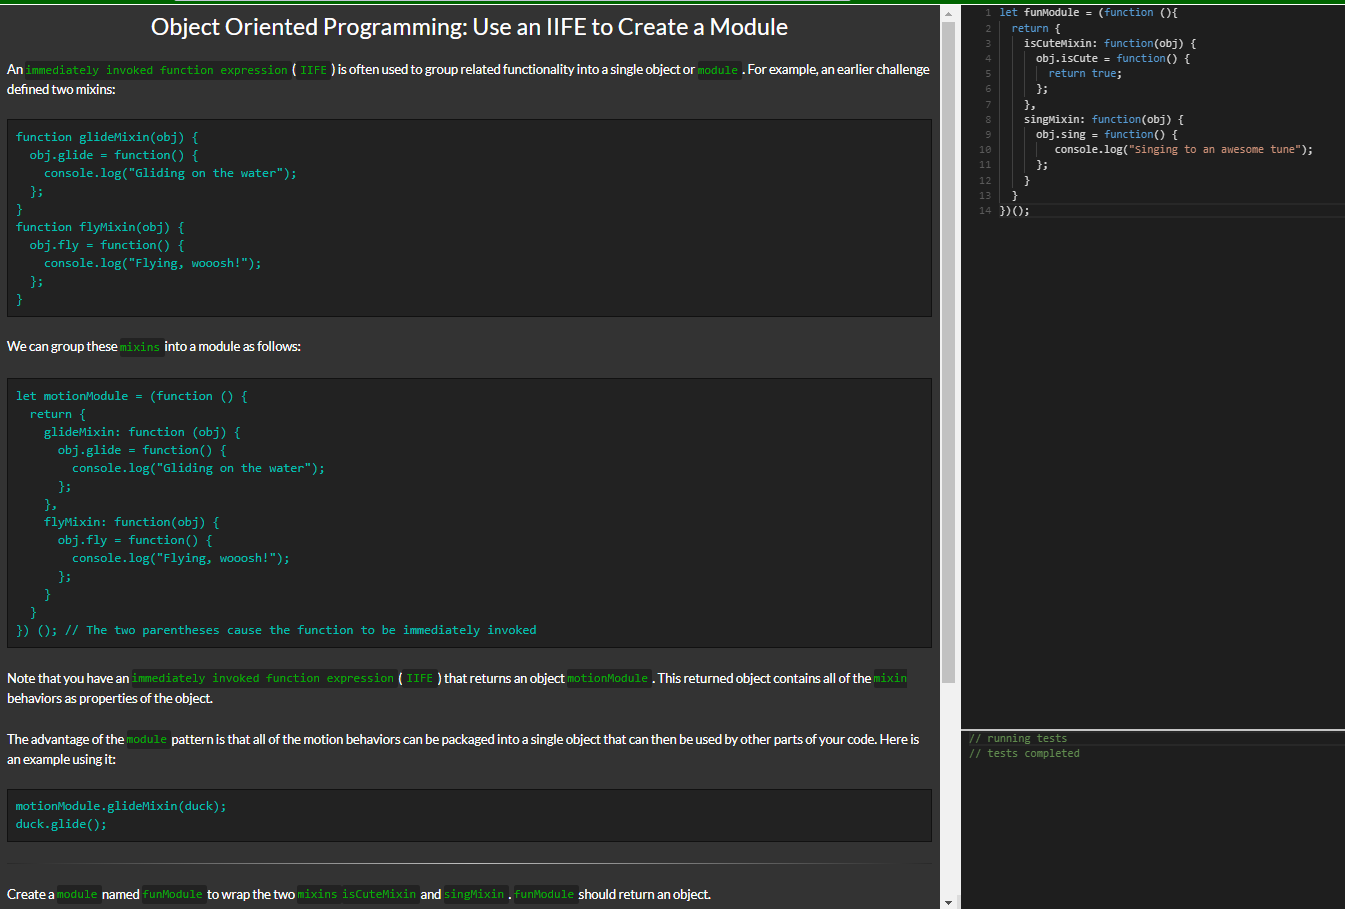 Object Oriented Programming: Use an IIFE to Create a Module
An immediately invoked function expression ( IIFE ) is often used to group related functionality into a single object or module . For example, an earlier challenge
defined two mixins:
function glideMixin(obj) {
  obj.glide = function() {
    console.log("Gliding on the water");
  };
}
function flyMixin(obj) {
  obj.fly = function() {
    console.log("Flying, wooosh!");
  };
}
We can group these mixins into a module as follows:
let motionModule = (function () {
  return {
    glideMixin: function (obj) {
      obj.glide = function() {
        console.log("Gliding on the water");
      };
    },
    flyMixin: function(obj) {
      obj.fly = function() {
        console.log("Flying, wooosh!");
      };
    }
  }
}) (); // The two parentheses cause the function to be immediately invoked
Note that you have an immediately invoked function expression ( IIFE ) that returns an object motionModule . This returned object contains all of the mixin
behaviors as properties of the object.
The advantage of the module pattern is that all of the motion behaviors can be packaged into a single object that can then be used by other parts of your code. Here is
an example using it:
motionModule.glideMixin(duck);
duck.glide();
Create a module named funModule to wrap the two mixins isCuteMixin and singMixin . funModule should return an object.
1 let funModule = (function (){
2   return {
3     isCuteMixin: function(obj) {
4       obj.isCute = function() {
5         return true;
6       };
7     },
8     singMixin: function(obj) {
9       obj.sing = function() {
10         console.log("Singing to an awesome tune");
11       };
12     }
13   }
14 })();
// running tests
// tests completed